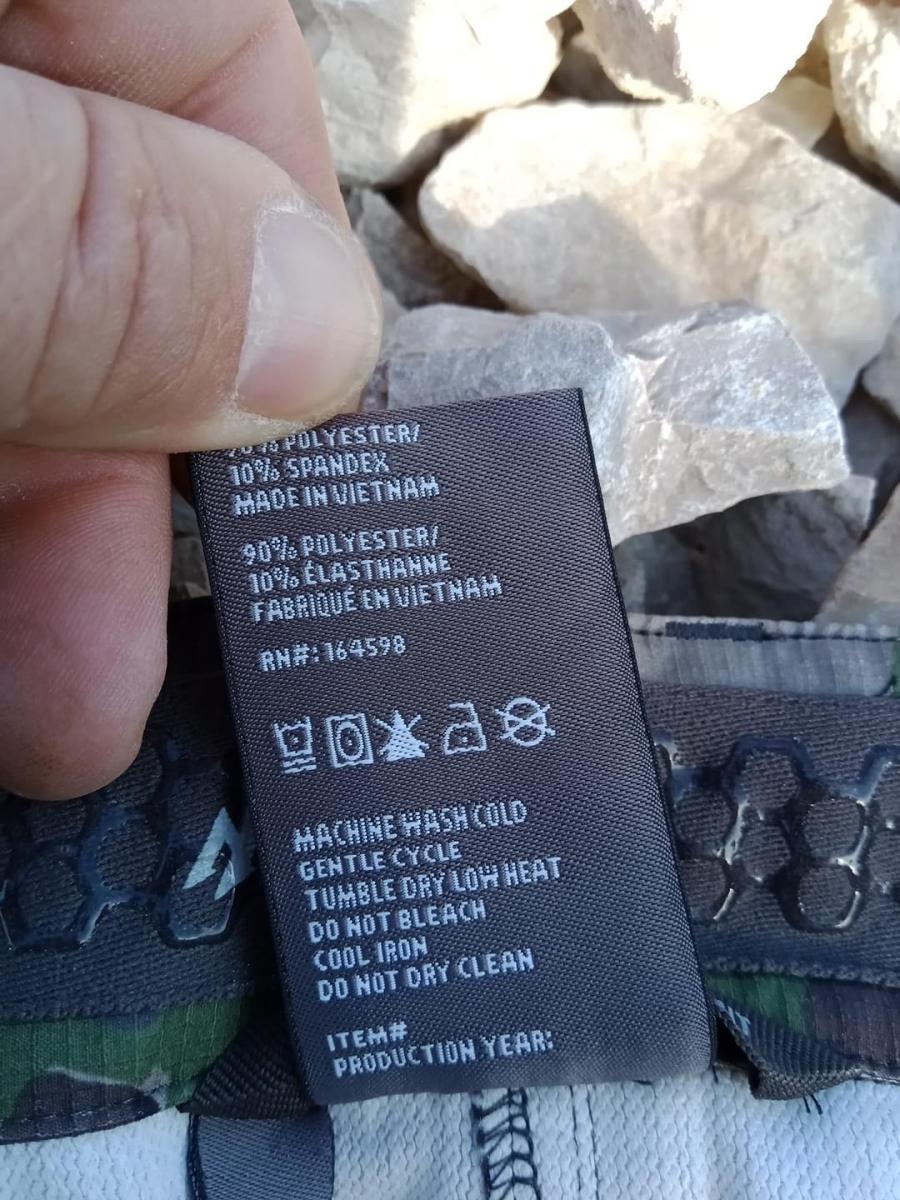 90% POLYESTER/
10% SPANDEX
MADE IN VIETNAM
90% POLYESTER/
10% ÉLASTHANNE
FABRIQUÉ EN VIETNAM
RN#: 164598
MACHINE WASH COLD
GENTLE CYCLE
TUMBLE DRY LOW HEAT
DO NOT BLEACH
COOL IRON
DO NOT DRY CLEAN
ITEM#
PRODUCTION YEAR: